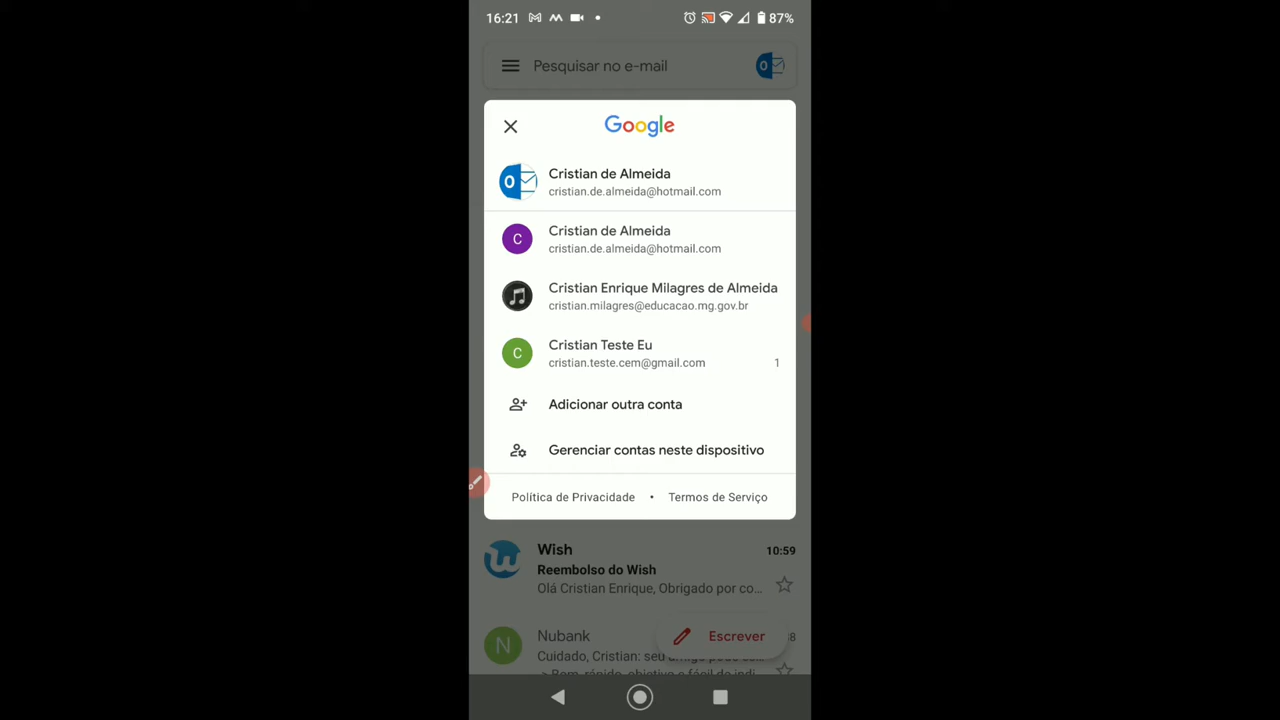 16:21
87%
Pesquisar no e-mail
Google
Cristian de Almeida
cristian.de.almeida@hotmail.com
C
Cristian de Almeida
cristian.de.almeida@hotmail.com
Cristian Enrique Milagres de Almeida
cristian.milagres@educacao.mg.gov.br
C
Cristian Teste Eu
cristian.teste.cem@gmail.com
1
Adicionar outra conta
Gerenciar contas neste dispositivo
Política de Privacidade • Termos de Serviço
Wish
10:59
Reembolso do Wish
Olá Cristian Enrique, Obrigado por co...
N
Nubank
Escrever
Cuidado, Cristian: seu amigo pode